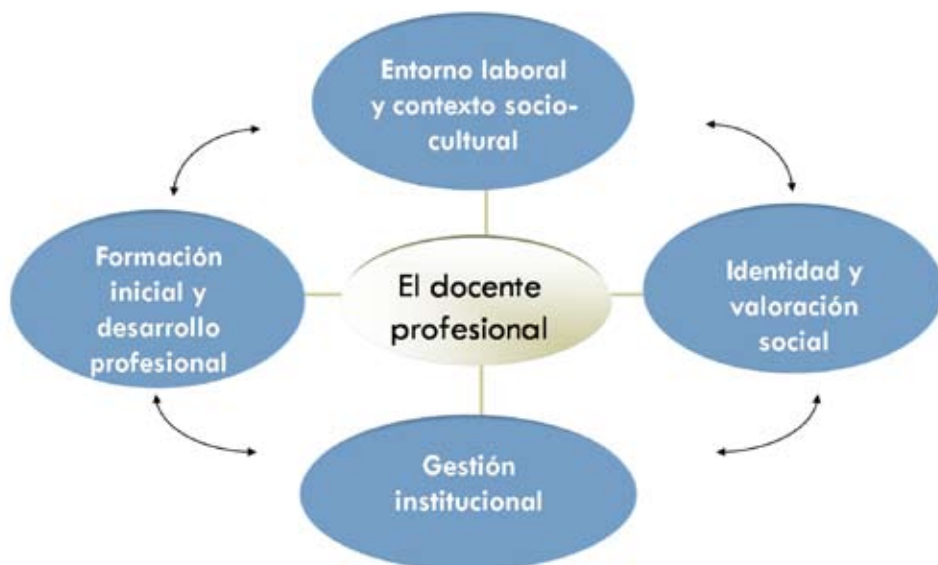 Entorno laboral
y contexto socio-
cultural
Formación
inicial y
desarrollo
profesional
El docente
profesional
Identidad y
valoración
social
Gestión
institucional